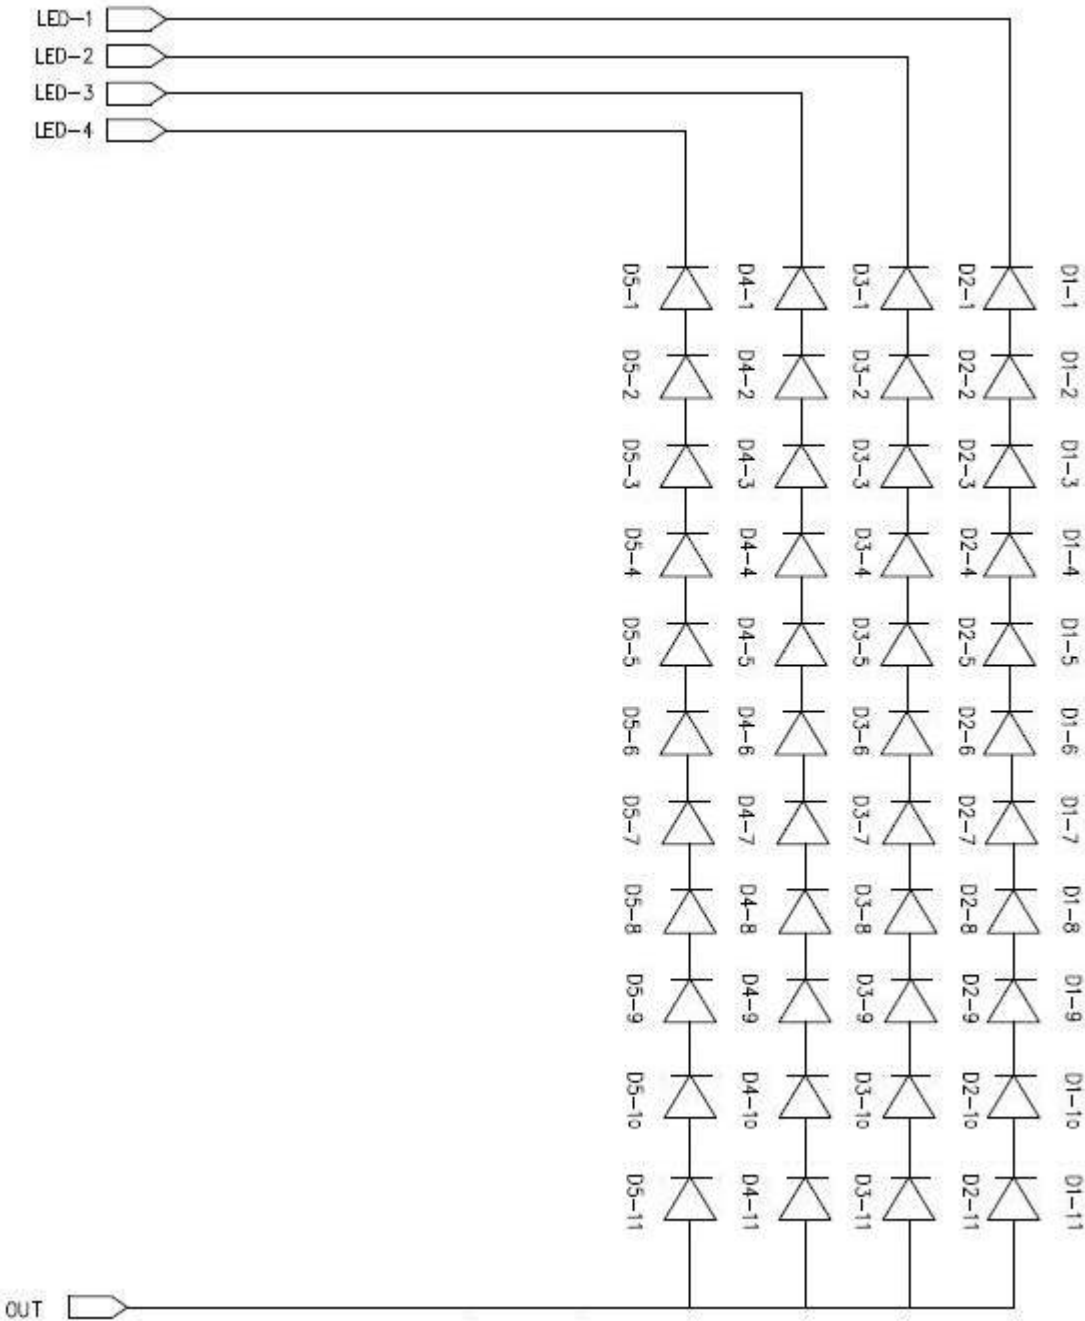 LED-1
LED-2
LED-3
LED-4
D5-1 D4-1 D3-1 D2-1 D1-1
D5-2 D4-2 D3-2 D2-2 D1-2
D5-3 D4-3 D3-3 D2-3 D1-3
D5-4 D4-4 D3-4 D2-4 D1-4
D5-5 D4-5 D3-5 D2-5 D1-5
D5-6 D4-6 D3-6 D2-6 D1-6
D5-7 D4-7 D3-7 D2-7 D1-7
D5-8 D4-8 D3-8 D2-8 D1-8
D5-9 D4-9 D3-9 D2-9 D1-9
D5-10 D4-10 D3-10 D2-10 D1-10
D5-11 D4-11 D3-11 D2-11 D1-11
OUT